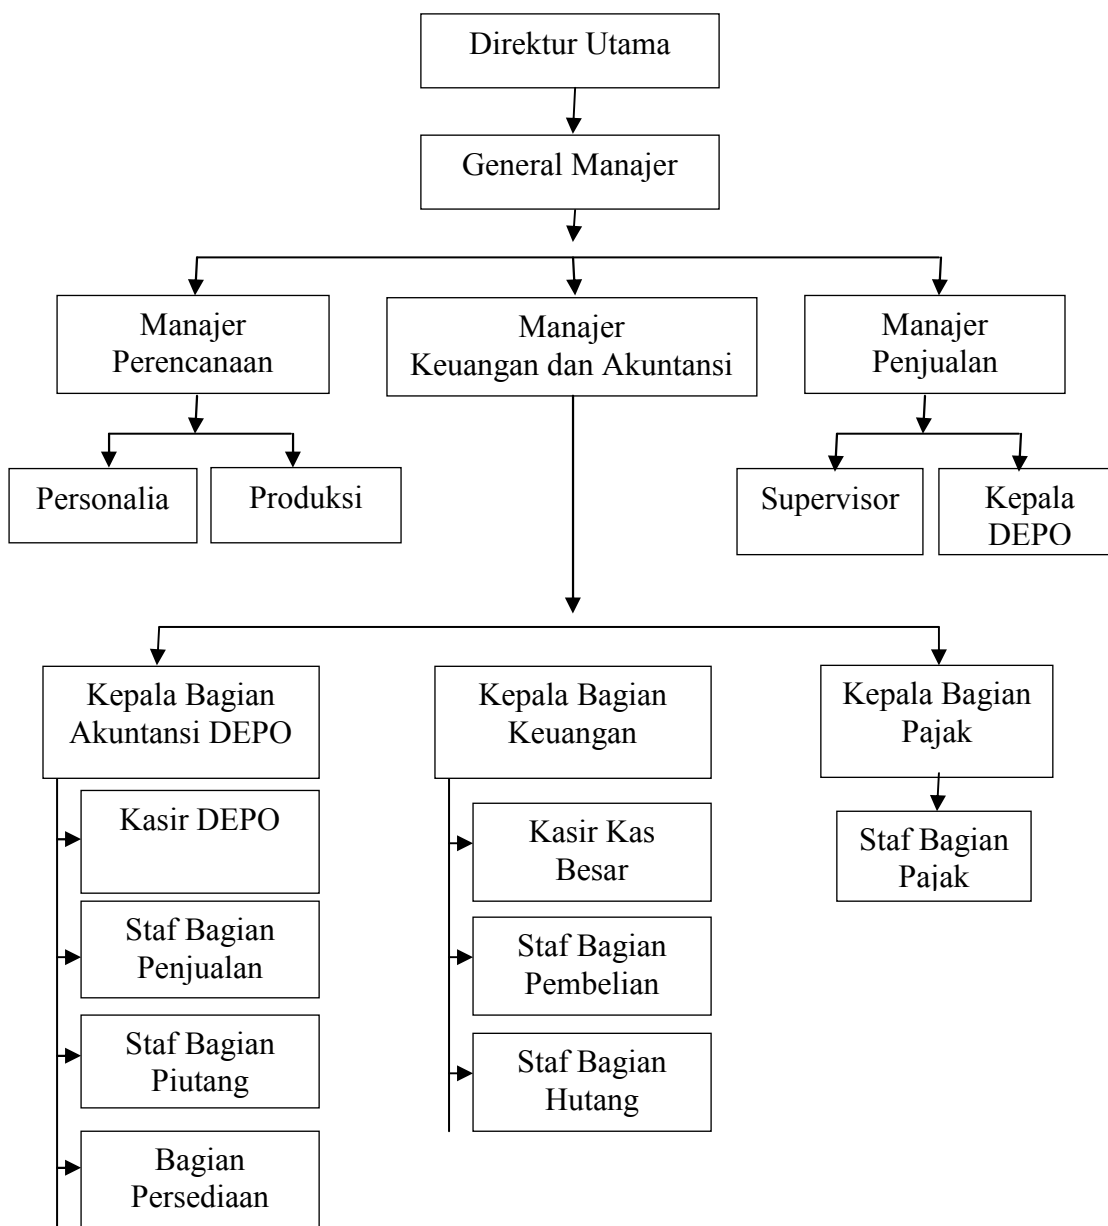 Direktur Utama
General Manajer
Manajer
Perencanaan
Manajer
Keuangan dan Akuntansi
Manajer
Penjualan
Personalia
Produksi
Supervisor
Kepala
DEPO
Kepala Bagian
Akuntansi DEPO
Kepala Bagian
Keuangan
Kepala Bagian
Pajak
Kasir DEPO
Staf Bagian
Penjualan
Staf Bagian
Piutang
Bagian
Persediaan
Kasir Kas
Besar
Staf Bagian
Pembelian
Staf Bagian
Hutang
Staf Bagian
Pajak